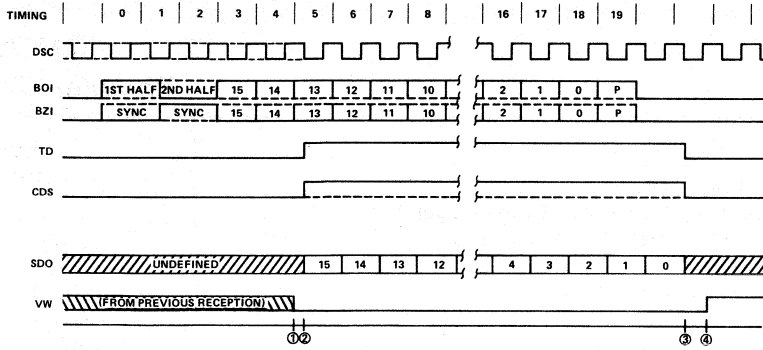 TIMING 0 1 2 3 4 5 6 7 8 16 17 18 19
DSC
BOI 1ST HALF 2ND HALF 15 14 13 12 11 10 2 1 0 P
BZI SYNC SYNC 15 14 13 12 11 10 2 1 0 P
TD
CDS
SDO UNDEFINED 15 14 13 12 4 3 2 1 0
VW (FROM PREVIOUS RECEPTION)
① ② ③ ④